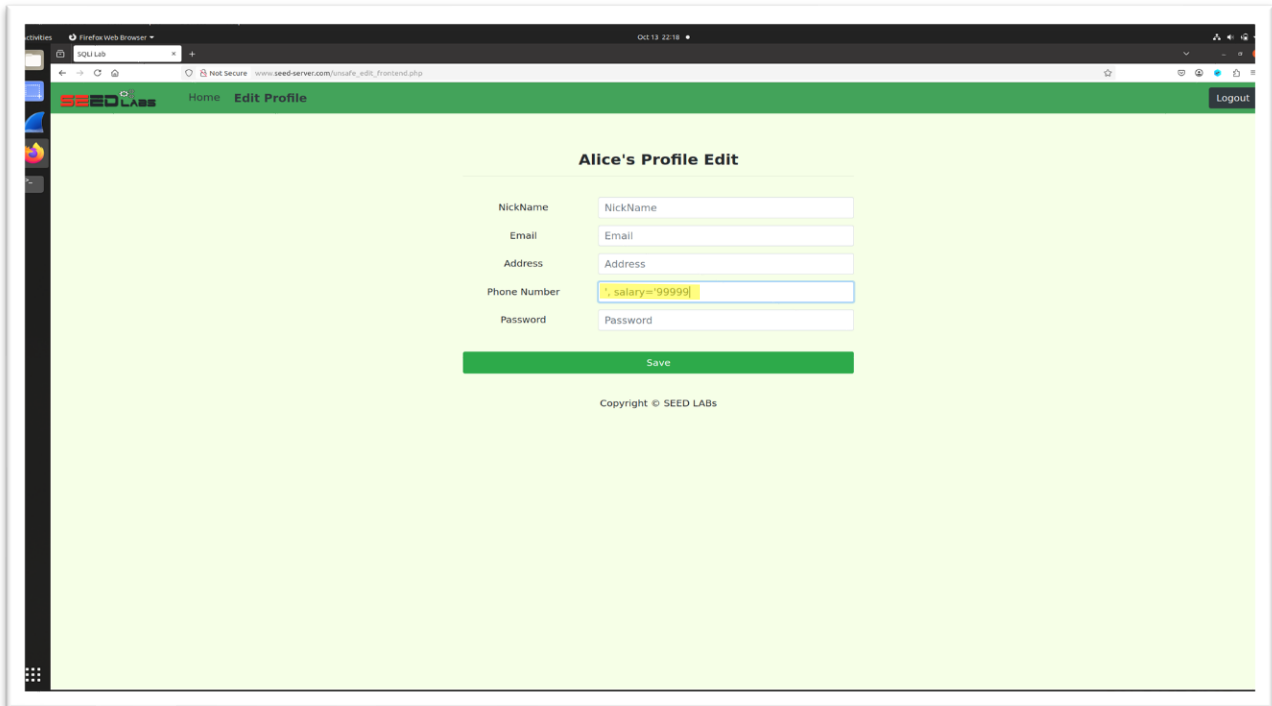 ctivities Firefox Web Browser Oct 13 22:18
SQLi Lab
Not Secure www.seed-server.com/unsafe_edit_frontend.php
SEEDLABS Home Edit Profile Logout
Alice's Profile Edit
NickName NickName
Email Email
Address Address
Phone Number ', salary='99999
Password Password
Save
Copyright © SEED LABs